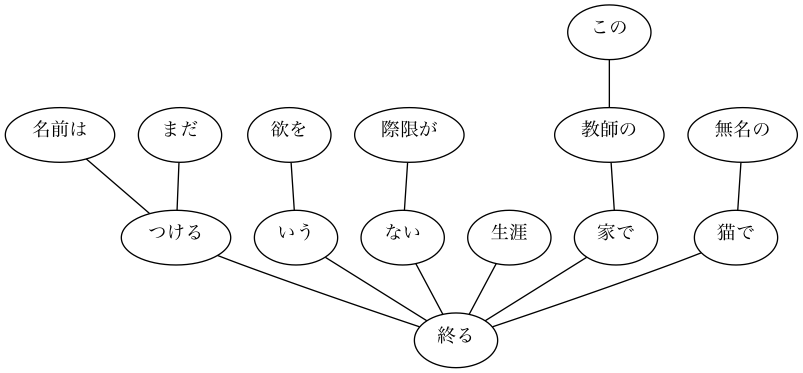 この
名前は まだ 欲を 際限が 教師の 無名の
つける いう ない 生涯 家で 猫で
終る